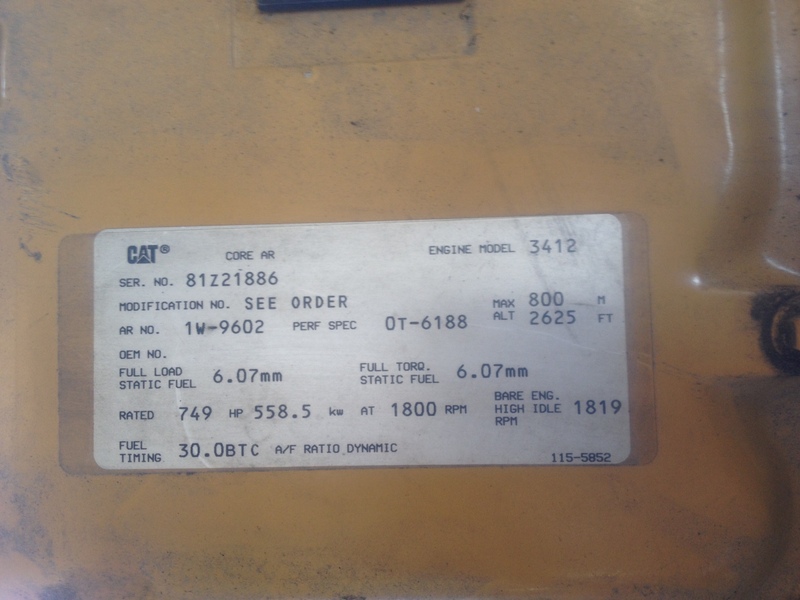 CAT® CORE AR ENGINE MODEL 3412
SER. NO. 81Z21886
MODIFICATION NO. SEE ORDER MAX 800 M
AR NO. 1W-9602 PERF SPEC 0T-6188 ALT 2625 FT
OEM NO.
FULL LOAD STATIC FUEL 6.07mm FULL TORQ. STATIC FUEL 6.07mm
RATED 749 HP 558.5 kw AT 1800 RPM BARE ENG. HIGH IDLE RPM 1819
FUEL TIMING 30.0BTC A/F RATIO DYNAMIC
115-5852